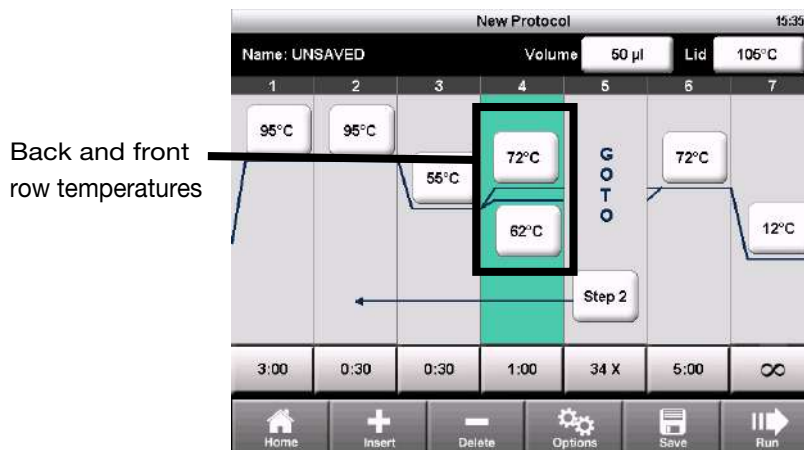 New Protocol 15:35
Name: UNSAVED Volume 50 µl Lid 105°C
1 2 3 4 5 6 7
95°C 95°C 55°C 72°C GOTO 72°C 12°C
62°C
Back and front
row temperatures
Step 2
3:00 0:30 0:30 1:00 34 X 5:00 ∞
Home Insert Delete Options Save Run